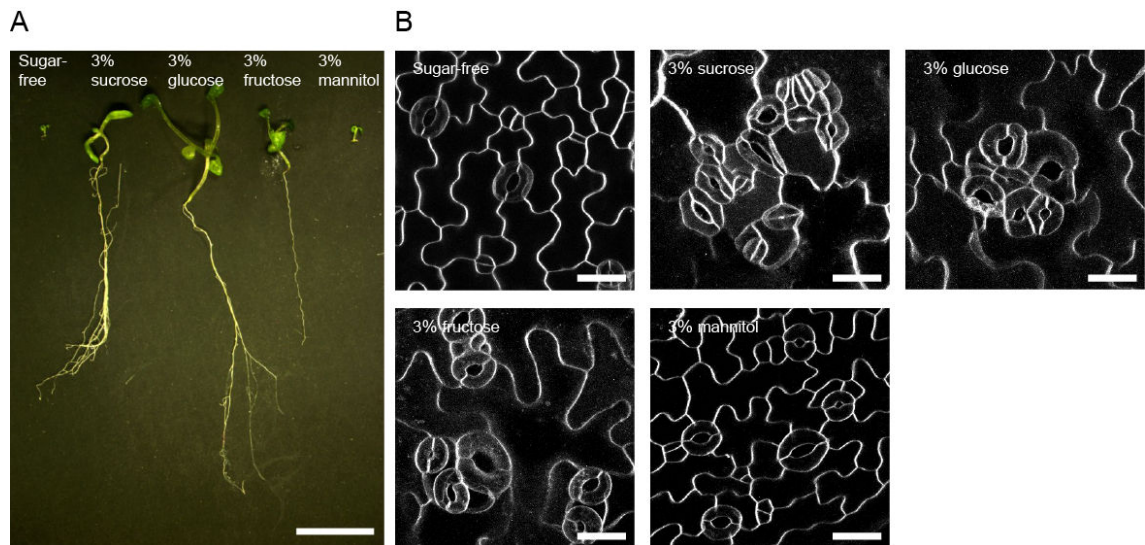 A
Sugar-
free
3%
sucrose
3%
glucose
3%
fructose
3%
mannitol
B
Sugar-free
3% sucrose
3% glucose
3% fructose
3% mannitol